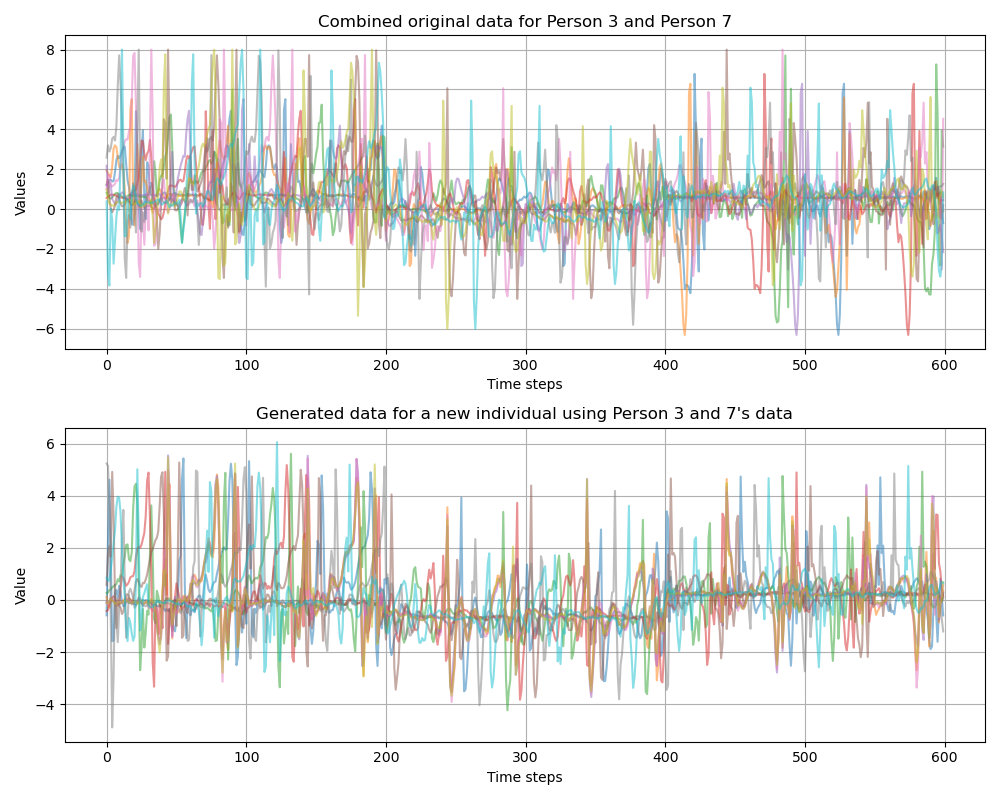 Combined original data for Person 3 and Person 7
8
6
4
2
0
−2
−4
−6
Values
0 100 200 300 400 500 600
Time steps
Generated data for a new individual using Person 3 and 7's data
6
4
2
0
−2
−4
Value
0 100 200 300 400 500 600
Time steps